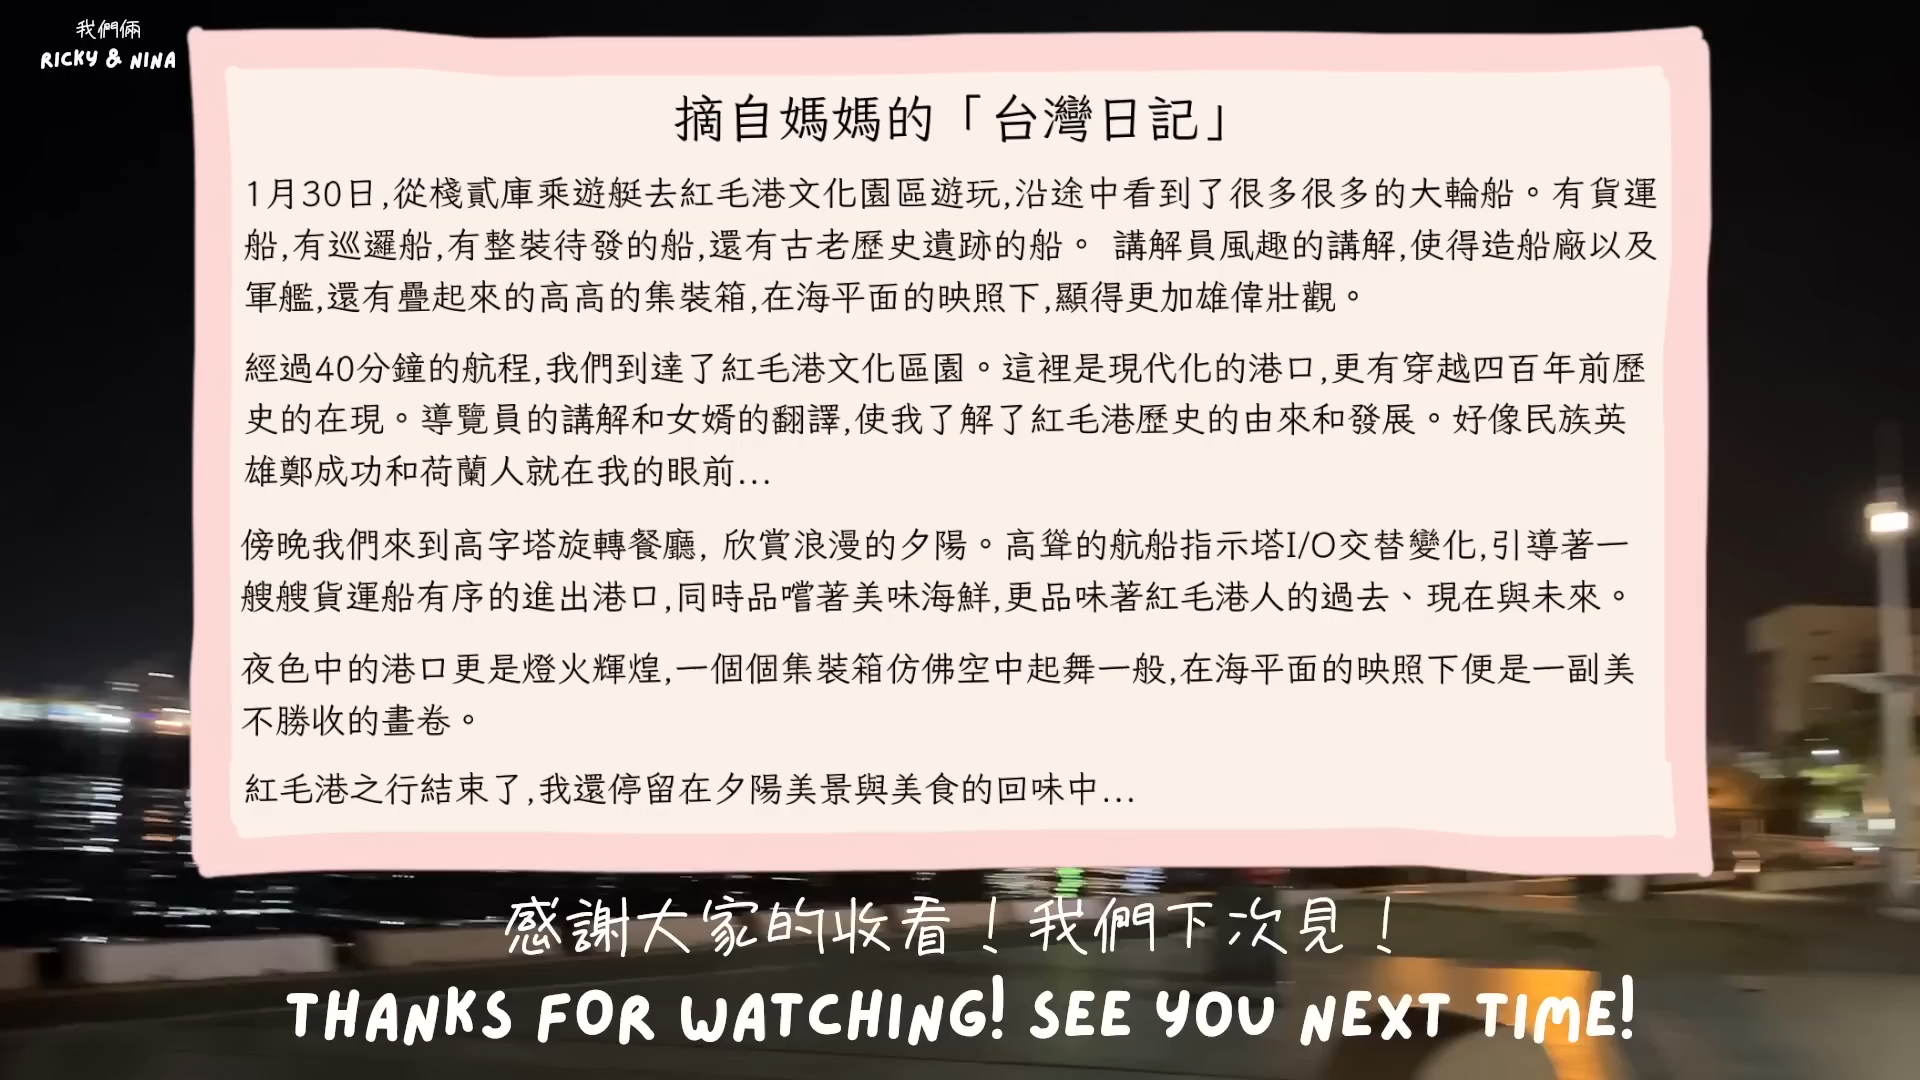 我們倆
RICKY & NINA
摘自媽媽的「台灣日記」
1月30日,從棧貳庫乘遊艇去紅毛港文化園區遊玩,沿途中看到了很多很多的大輪船。有貨運
船,有巡邏船,有整裝待發的船,還有古老歷史遺跡的船。 講解員風趣的講解,使得造船廠以及
軍艦,還有疊起來的高高的集裝箱,在海平面的映照下,顯得更加雄偉壯觀。
經過40分鐘的航程,我們到達了紅毛港文化區園。這裡是現代化的港口,更有穿越四百年前歷
史的在現。導覽員的講解和女婿的翻譯,使我了解了紅毛港歷史的由來和發展。好像民族英
雄鄭成功和荷蘭人就在我的眼前...
傍晚我們來到高字塔旋轉餐廳, 欣賞浪漫的夕陽。高聳的航船指示塔I/O交替變化,引導著一
艘艘貨運船有序的進出港口,同時品嚐著美味海鮮,更品味著紅毛港人的過去、現在與未來。
夜色中的港口更是燈火輝煌,一個個集裝箱仿佛空中起舞一般,在海平面的映照下便是一副美
不勝收的畫卷。
紅毛港之行結束了,我還停留在夕陽美景與美食的回味中...
感謝大家的收看！我們下次見！
THANKS FOR WATCHING! SEE YOU NEXT TIME!